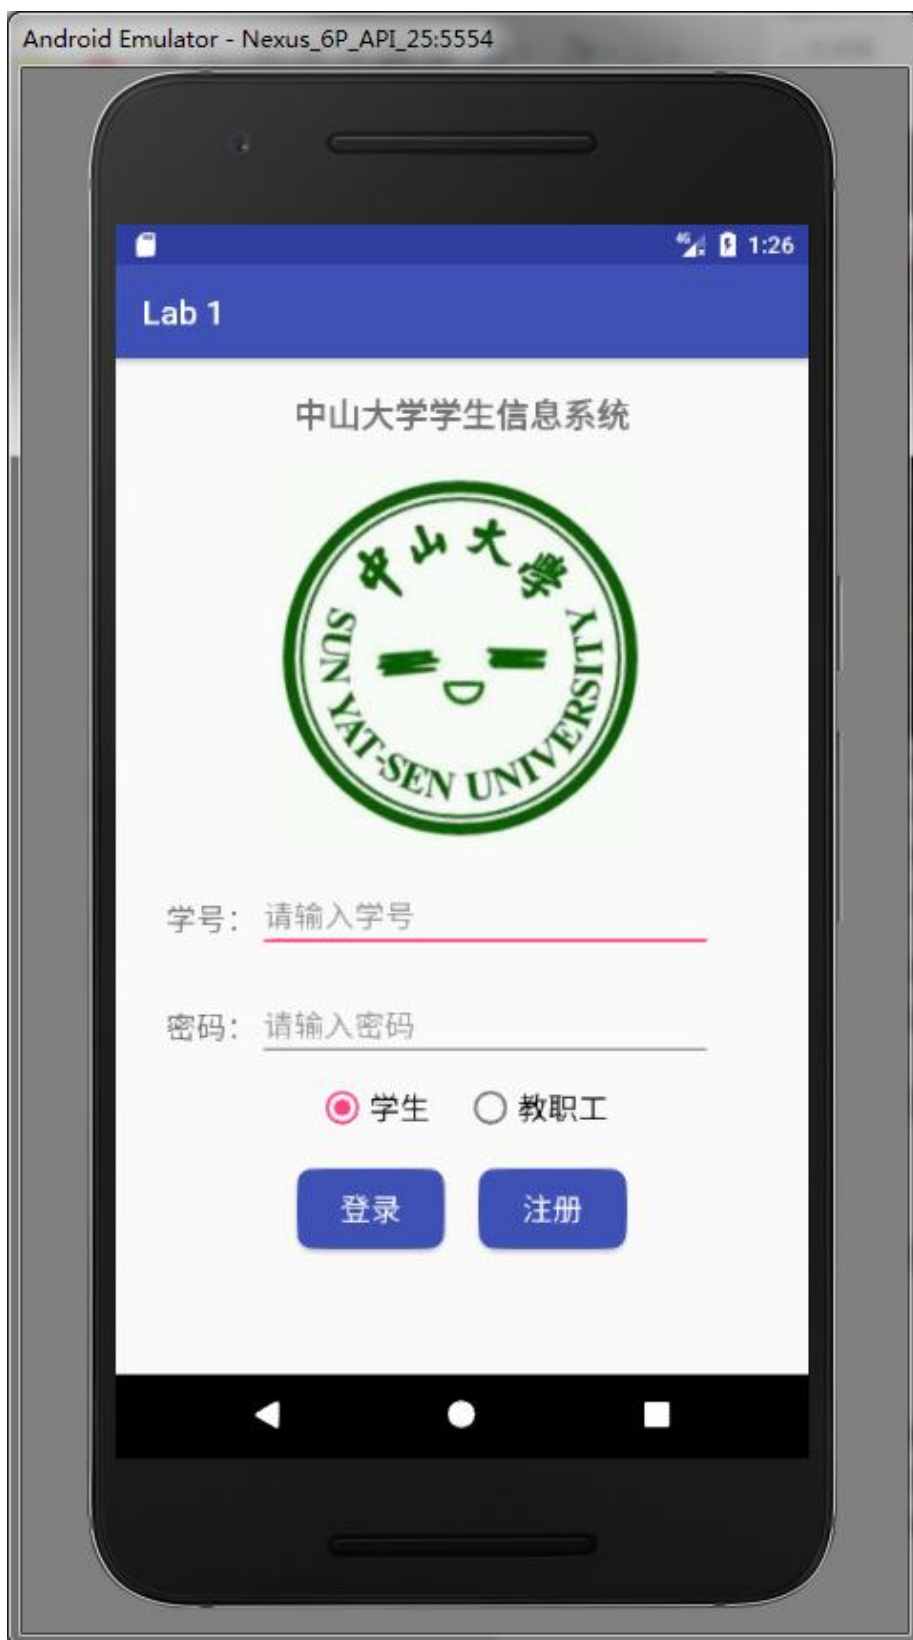 Android Emulator - Nexus_6P_API_25:5554
4G 1:26
Lab 1
中山大学学生信息系统
中山大學
SUN YAT-SEN UNIVERSITY
学号： 请输入学号
密码： 请输入密码
学生 教职工
登录 注册